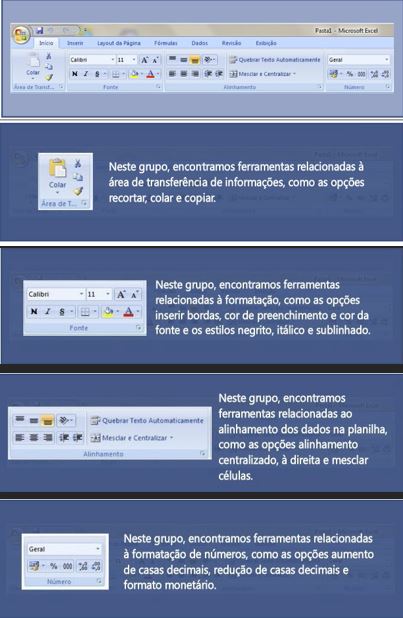 Pasta1 - Microsoft Excel
Início Inserir Layout da Página Fórmulas Dados Revisão Exibição
Colar
Calibri 11
N I S
Quebrar Texto Automaticamente
Mesclar e Centralizar
Geral
% 000
Área de Transf... Fonte Alinhamento Número
Colar
Área de T...
Neste grupo, encontramos ferramentas relacionadas à
área de transferência de informações, como as opções
recortar, colar e copiar.
Calibri 11
N I S
Fonte
Neste grupo, encontramos ferramentas
relacionadas à formatação, como as opções
inserir bordas, cor de preenchimento e cor da
fonte e os estilos negrito, itálico e sublinhado.
Quebrar Texto Automaticamente
Mesclar e Centralizar
Alinhamento
Neste grupo, encontramos
ferramentas relacionadas ao
alinhamento dos dados na planilha,
como as opções alinhamento
centralizado, à direita e mesclar
células.
Geral
% 000
Número
Neste grupo, encontramos ferramentas relacionadas
à formatação de números, como as opções aumento
de casas decimais, redução de casas decimais e
formato monetário.